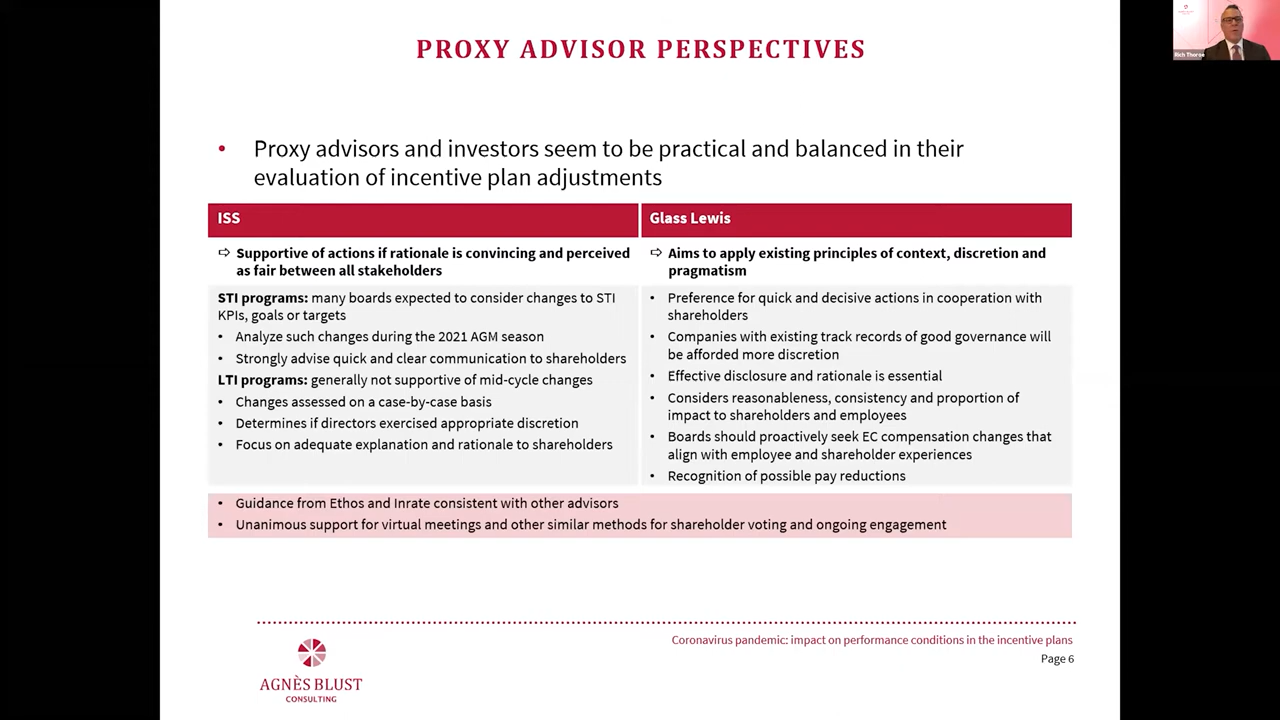 PROXY ADVISOR PERSPECTIVES
Rich Thorne
• Proxy advisors and investors seem to be practical and balanced in their
evaluation of incentive plan adjustments
ISS
⇨ Supportive of actions if rationale is convincing and perceived
as fair between all stakeholders
STI programs: many boards expected to consider changes to STI
KPIs, goals or targets
• Analyze such changes during the 2021 AGM season
• Strongly advise quick and clear communication to shareholders
LTI programs: generally not supportive of mid-cycle changes
• Changes assessed on a case-by-case basis
• Determines if directors exercised appropriate discretion
• Focus on adequate explanation and rationale to shareholders
Glass Lewis
⇨ Aims to apply existing principles of context, discretion and
pragmatism
• Preference for quick and decisive actions in cooperation with
shareholders
• Companies with existing track records of good governance will
be afforded more discretion
• Effective disclosure and rationale is essential
• Considers reasonableness, consistency and proportion of
impact to shareholders and employees
• Boards should proactively seek EC compensation changes that
align with employee and shareholder experiences
• Recognition of possible pay reductions
• Guidance from Ethos and Inrate consistent with other advisors
• Unanimous support for virtual meetings and other similar methods for shareholder voting and ongoing engagement
Coronavirus pandemic: impact on performance conditions in the incentive plans
Page 6
AGNÈS BLUST
CONSULTING